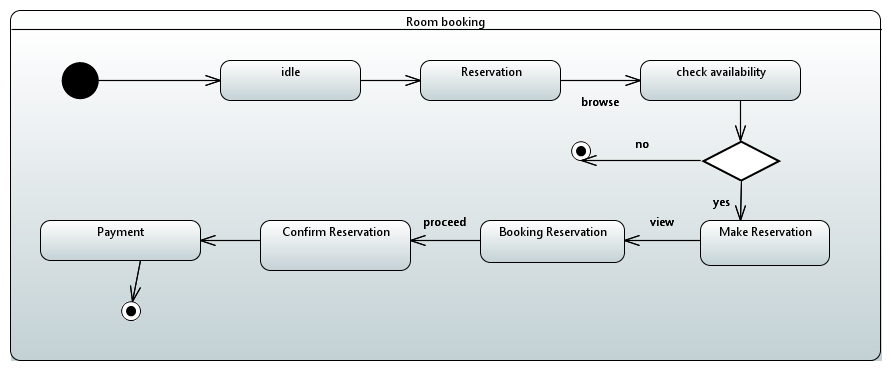 Room booking
idle
Reservation
check availability
browse
no
yes
Payment
Confirm Reservation
proceed
Booking Reservation
view
Make Reservation